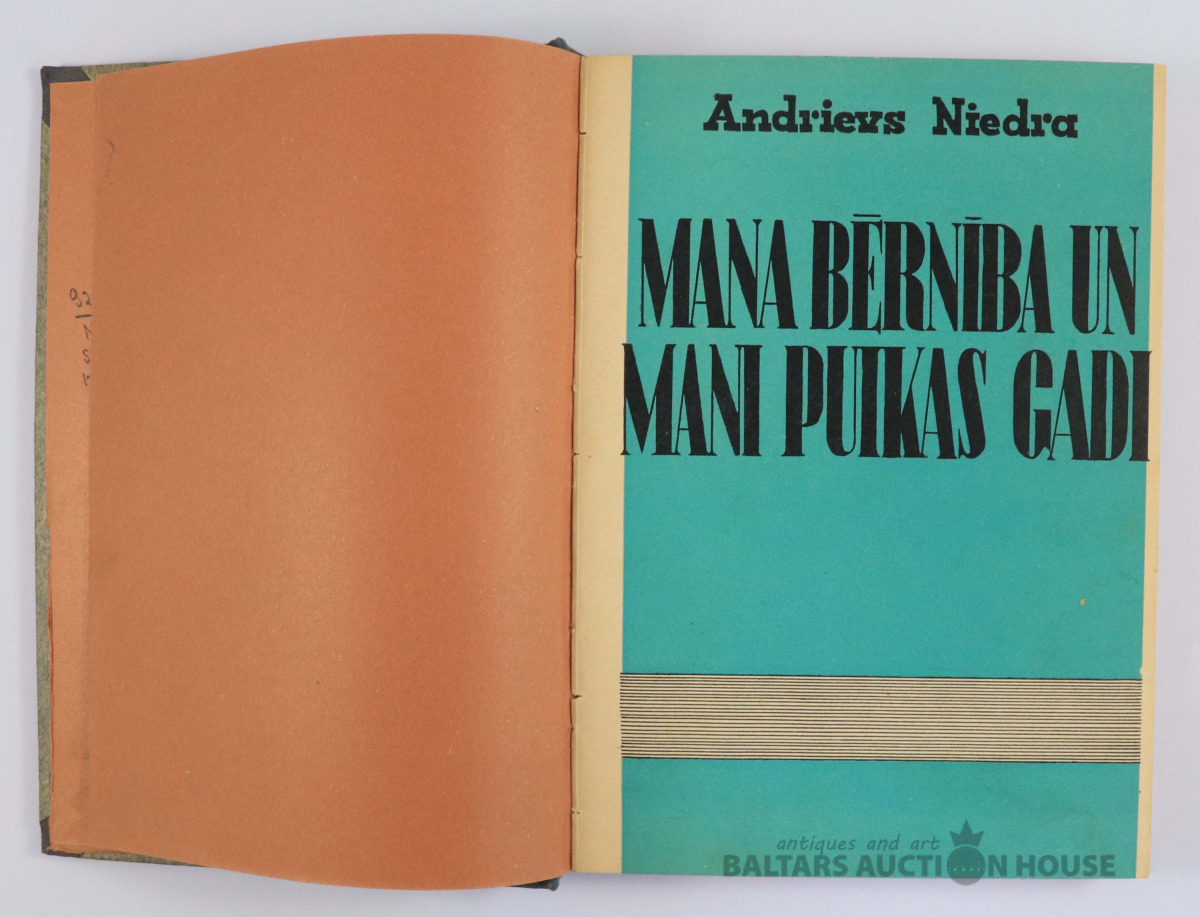 Andrievs Niedra
MANA BĒRNĪBA UN
MANI PUIKAS GADI
antiques and art
BALTARS AUCTION HOUSE